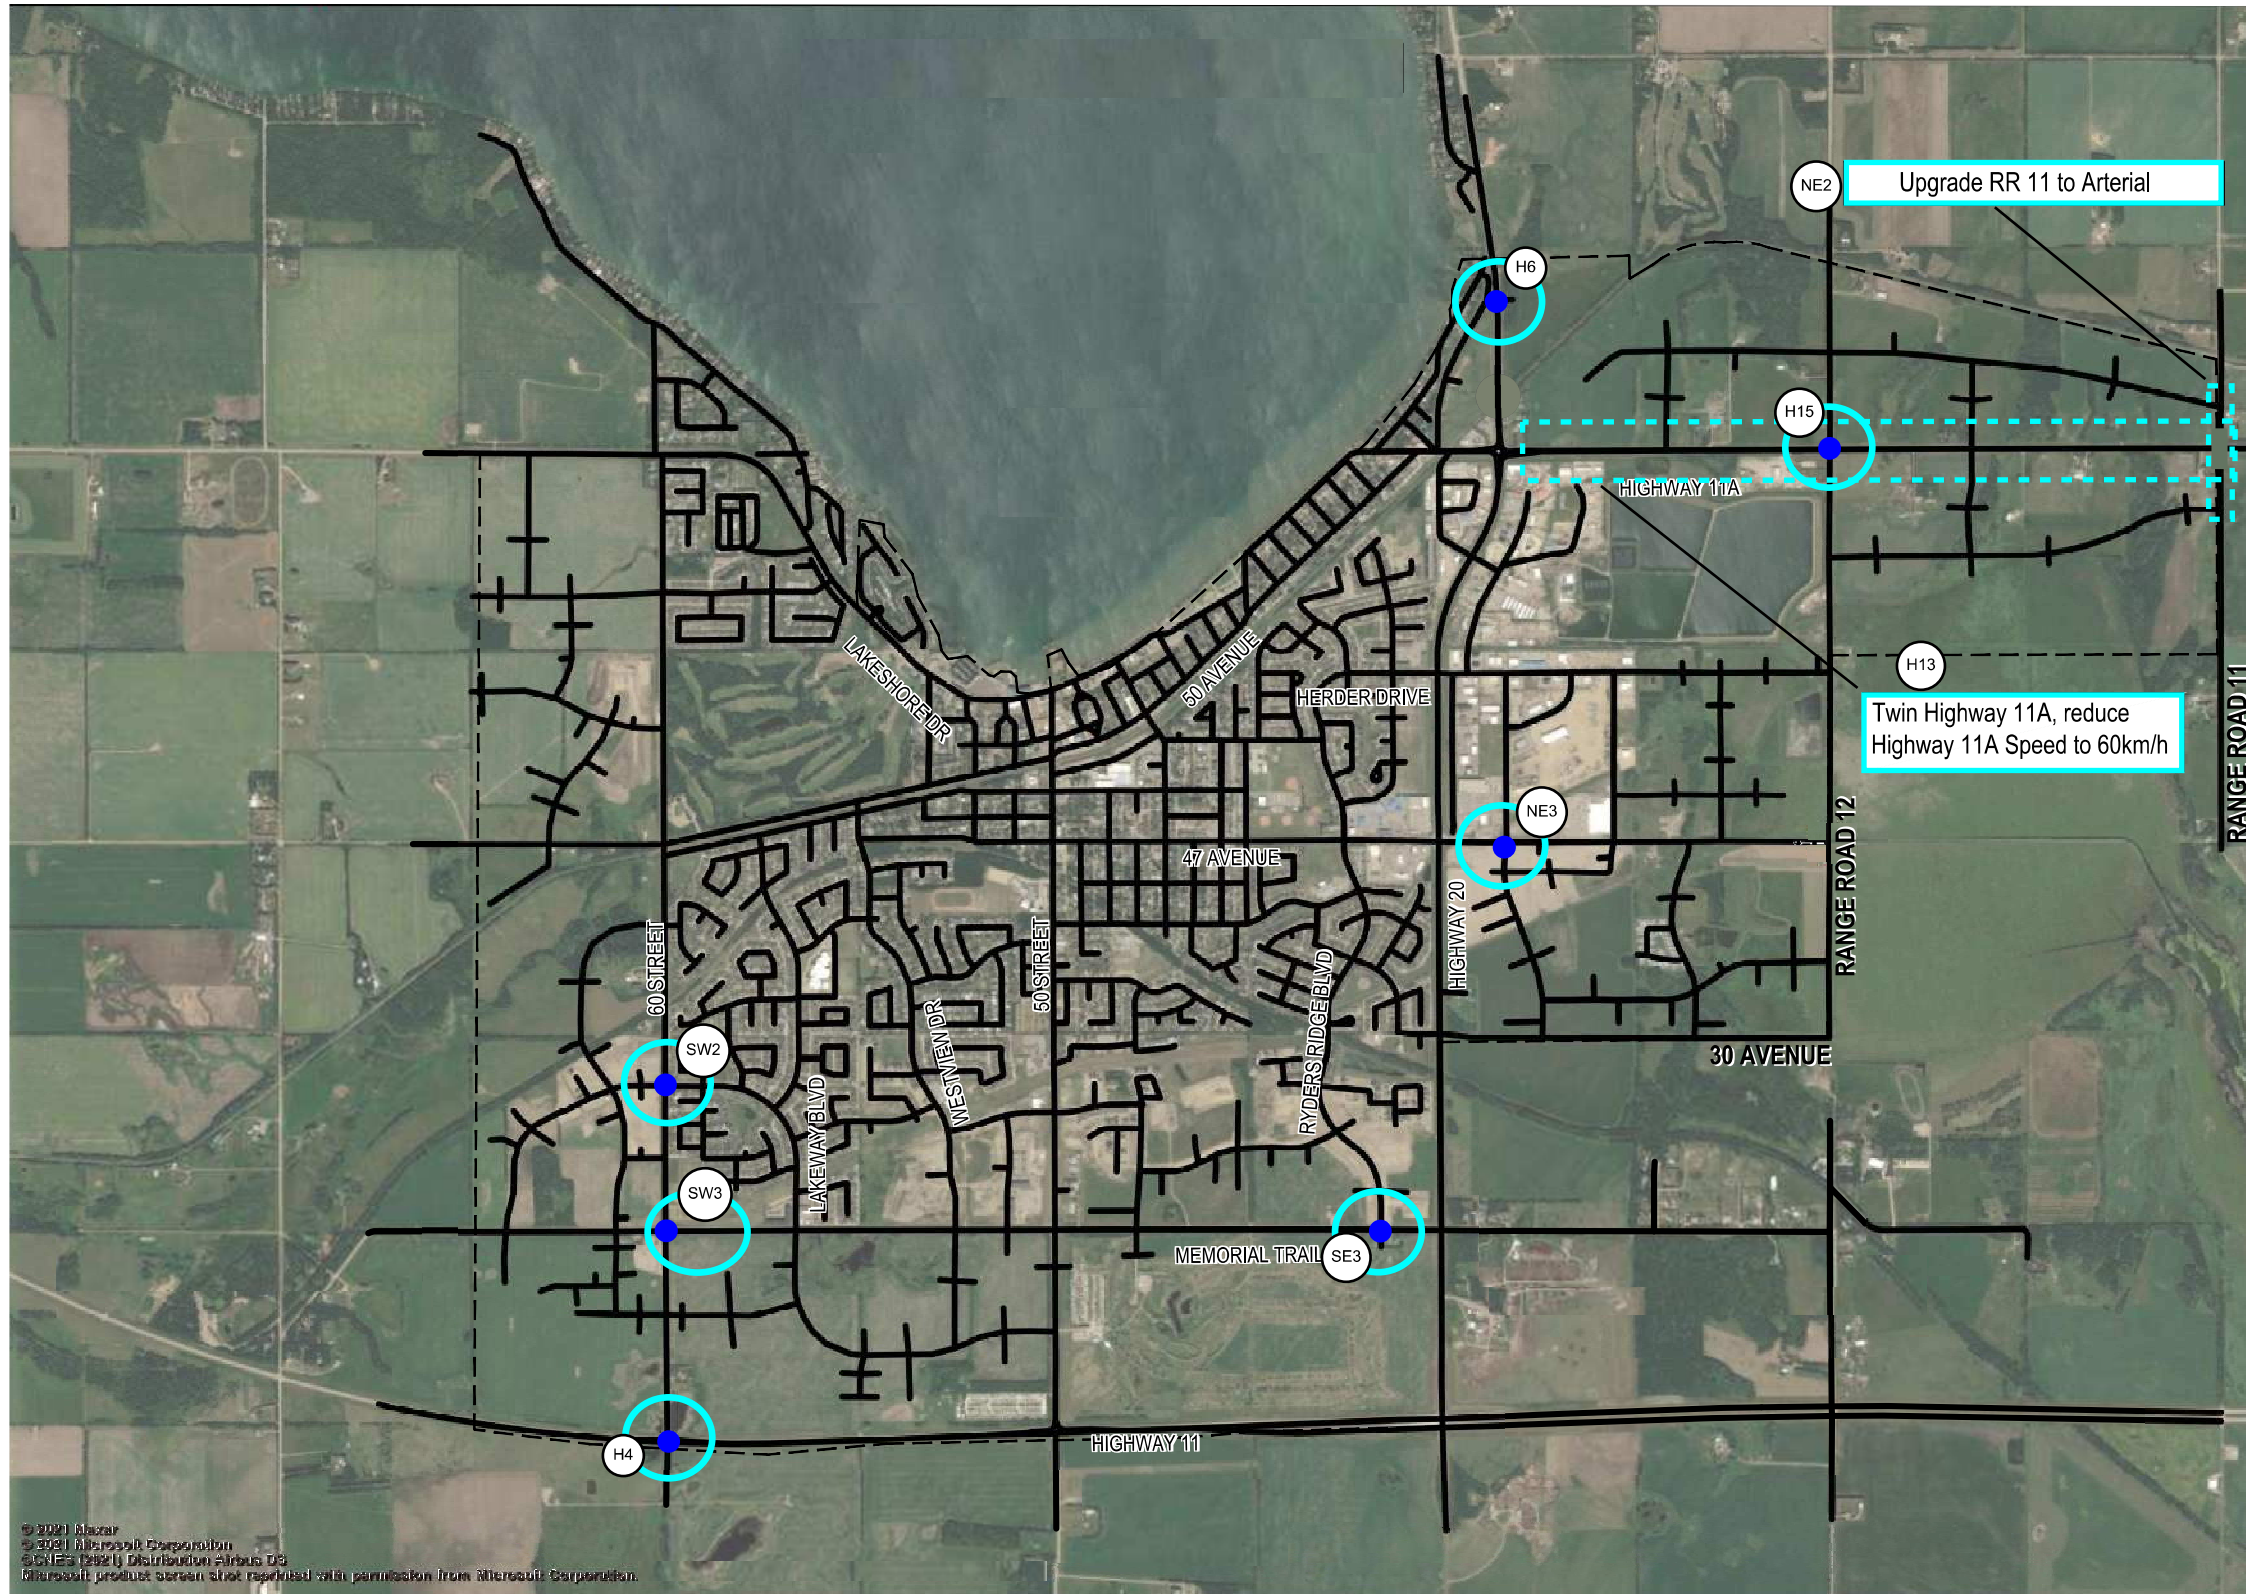 NE2
Upgrade RR 11 to Arterial
H6
H15
HIGHWAY 11A
LAKESHORE DR
50 AVENUE
HERDER DRIVE
H13
Twin Highway 11A, reduce
Highway 11A Speed to 60km/h
RANGE ROAD 11
NE3
47 AVENUE
RANGE ROAD 12
HIGHWAY 20
60 STREET
50 STREET
RYDERS RIDGE BLVD
WESTVIEW DR
30 AVENUE
SW2
LAKEWAY BLVD
SW3
MEMORIAL TRAIL
SE3
H4
HIGHWAY 11
© 2021 Maxar
© 2021 Microsoft Corporation
©CNES (2021) Distribution Airbus DS
Microsoft product screen shot reprinted with permission from Microsoft Corporation.